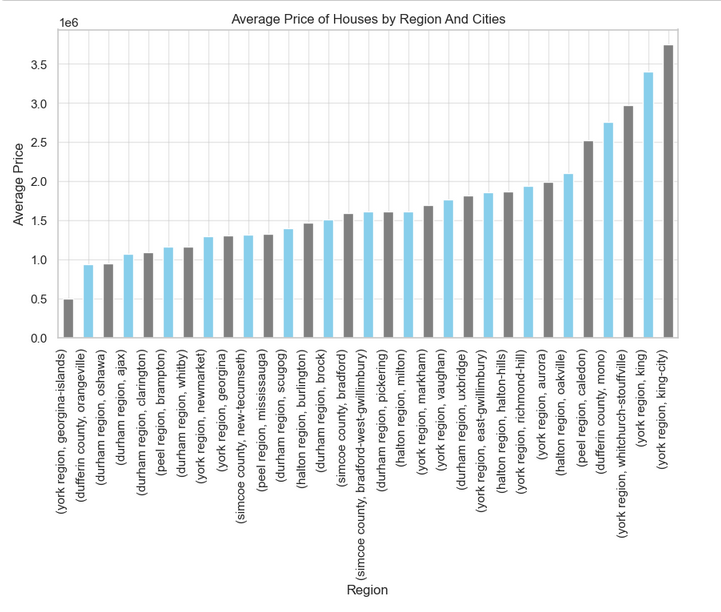 Average Price of Houses by Region And Cities
1e6
3.5
3.0
2.5
2.0
1.5
1.0
0.5
0.0
Average Price
(york region, georgina-islands)
(dufferin county, orangeville)
(durham region, oshawa)
(durham region, ajax)
(durham region, clarington)
(peel region, brampton)
(durham region, whitby)
(york region, newmarket)
(york region, georgina)
(simcoe county, new-tecumseth)
(peel region, mississauga)
(durham region, scugog)
(halton region, burlington)
(durham region, brock)
(simcoe county, bradford)
(simcoe county, bradford-west-gwillimbury)
(durham region, pickering)
(halton region, milton)
(york region, markham)
(york region, vaughan)
(durham region, uxbridge)
(york region, east-gwillimbury)
(halton region, halton-hills)
(york region, richmond-hill)
(york region, aurora)
(halton region, oakville)
(peel region, caledon)
(dufferin county, mono)
(york region, whitchurch-stouffville)
(york region, king)
(york region, king-city)
Region